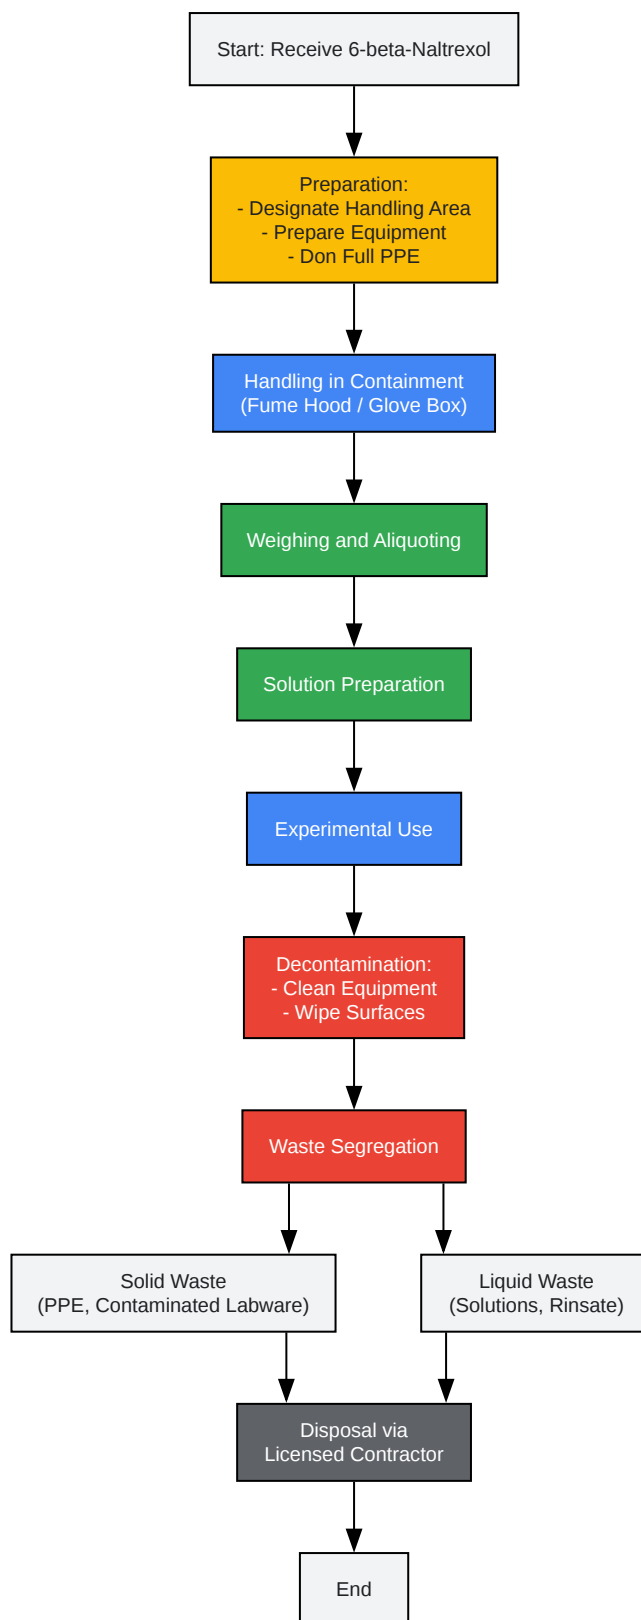 Start: Receive 6-beta-Naltrexol
Preparation:
- Designate Handling Area
- Prepare Equipment
- Don Full PPE
Handling in Containment
(Fume Hood / Glove Box)
Weighing and Aliquoting
Solution Preparation
Experimental Use
Decontamination:
- Clean Equipment
- Wipe Surfaces
Waste Segregation
Solid Waste
(PPE, Contaminated Labware)
Liquid Waste
(Solutions, Rinsate)
Disposal via
Licensed Contractor
End